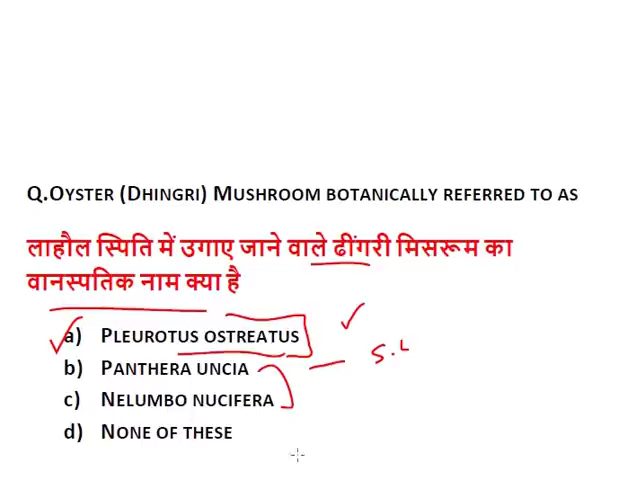 Q.OYSTER (DHINGRI) MUSHROOM BOTANICALLY REFERRED TO AS
लाहौल स्पिति में उगाए जाने वाले ढींगरी मिसरूम का
वानस्पतिक नाम क्या है
a) PLEUROTUS OSTREATUS
b) PANTHERA UNCIA
S.L
c) NELUMBO NUCIFERA
d) NONE OF THESE